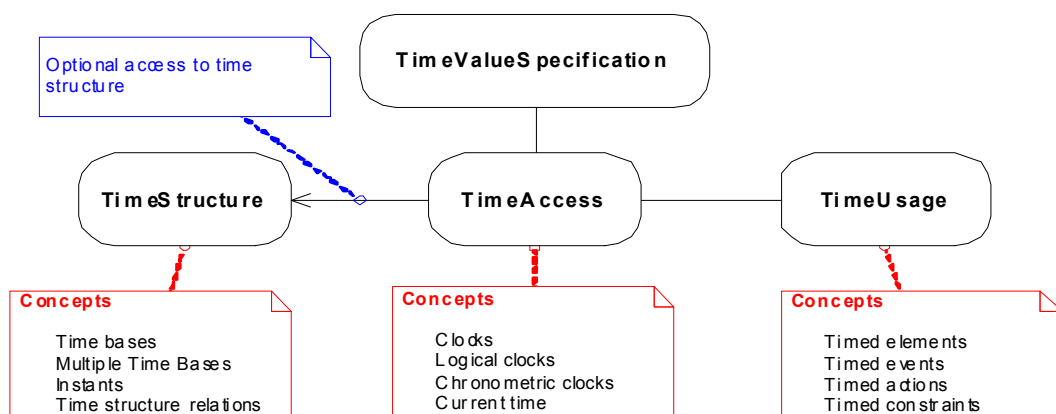 Optional access to time
structure
TimeValueSpecification
TimeStructure
TimeAccess
TimeUsage
Concepts
Time bases
Multiple Time Bases
Instants
Time structure relations
Concepts
Clocks
Logical clocks
Chronometric clocks
Current time
Concepts
Timed elements
Timed events
Timed actions
Timed constraints